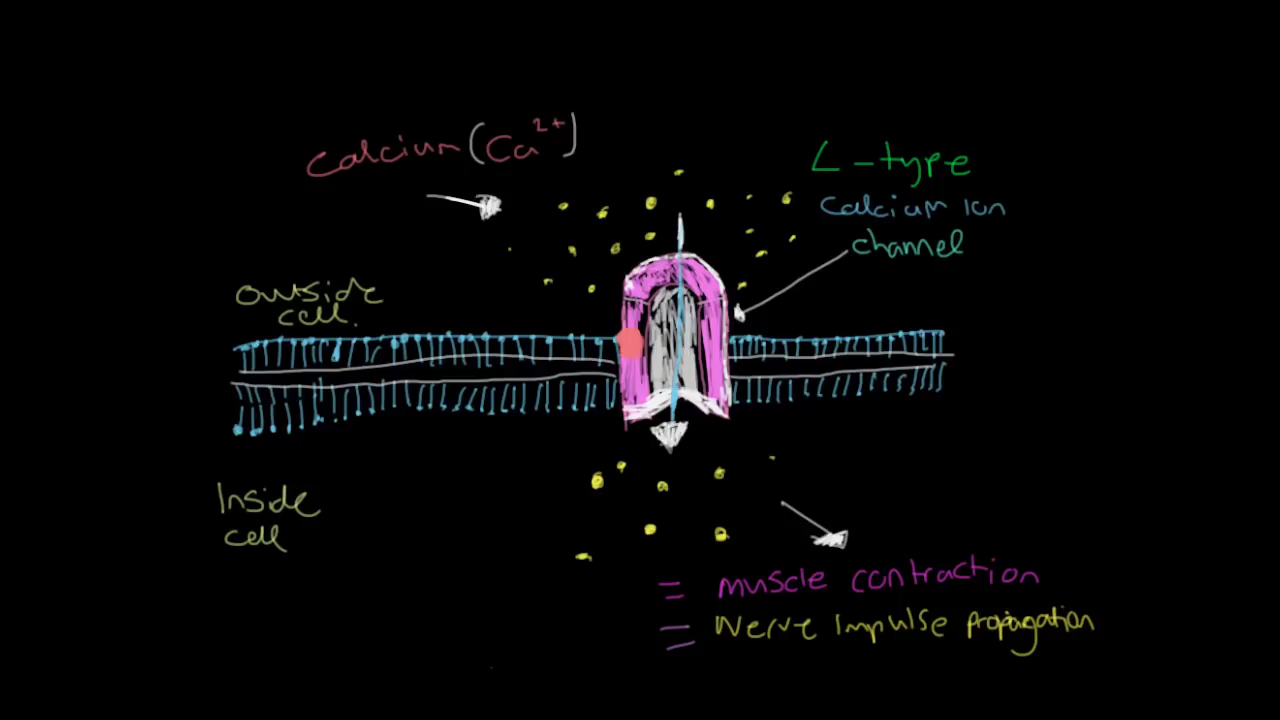 Calcium (Ca2+)
L-type
Calcium Ion
channel
Outside
cell.
Inside
cell
= muscle contraction
= Nerve Impulse propagation